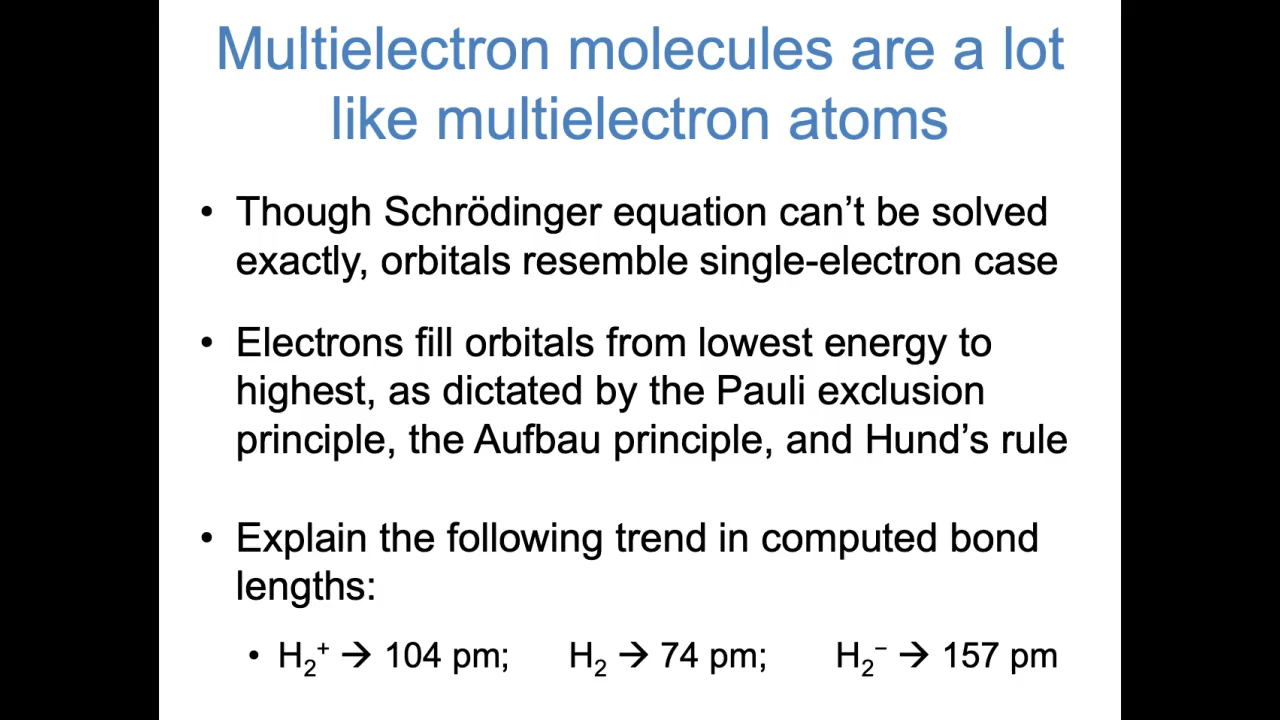 Multielectron molecules are a lot
like multielectron atoms
• Though Schrödinger equation can’t be solved
exactly, orbitals resemble single-electron case
• Electrons fill orbitals from lowest energy to
highest, as dictated by the Pauli exclusion
principle, the Aufbau principle, and Hund’s rule
• Explain the following trend in computed bond
lengths:
• H₂⁺ → 104 pm; H₂ → 74 pm; H₂⁻ → 157 pm